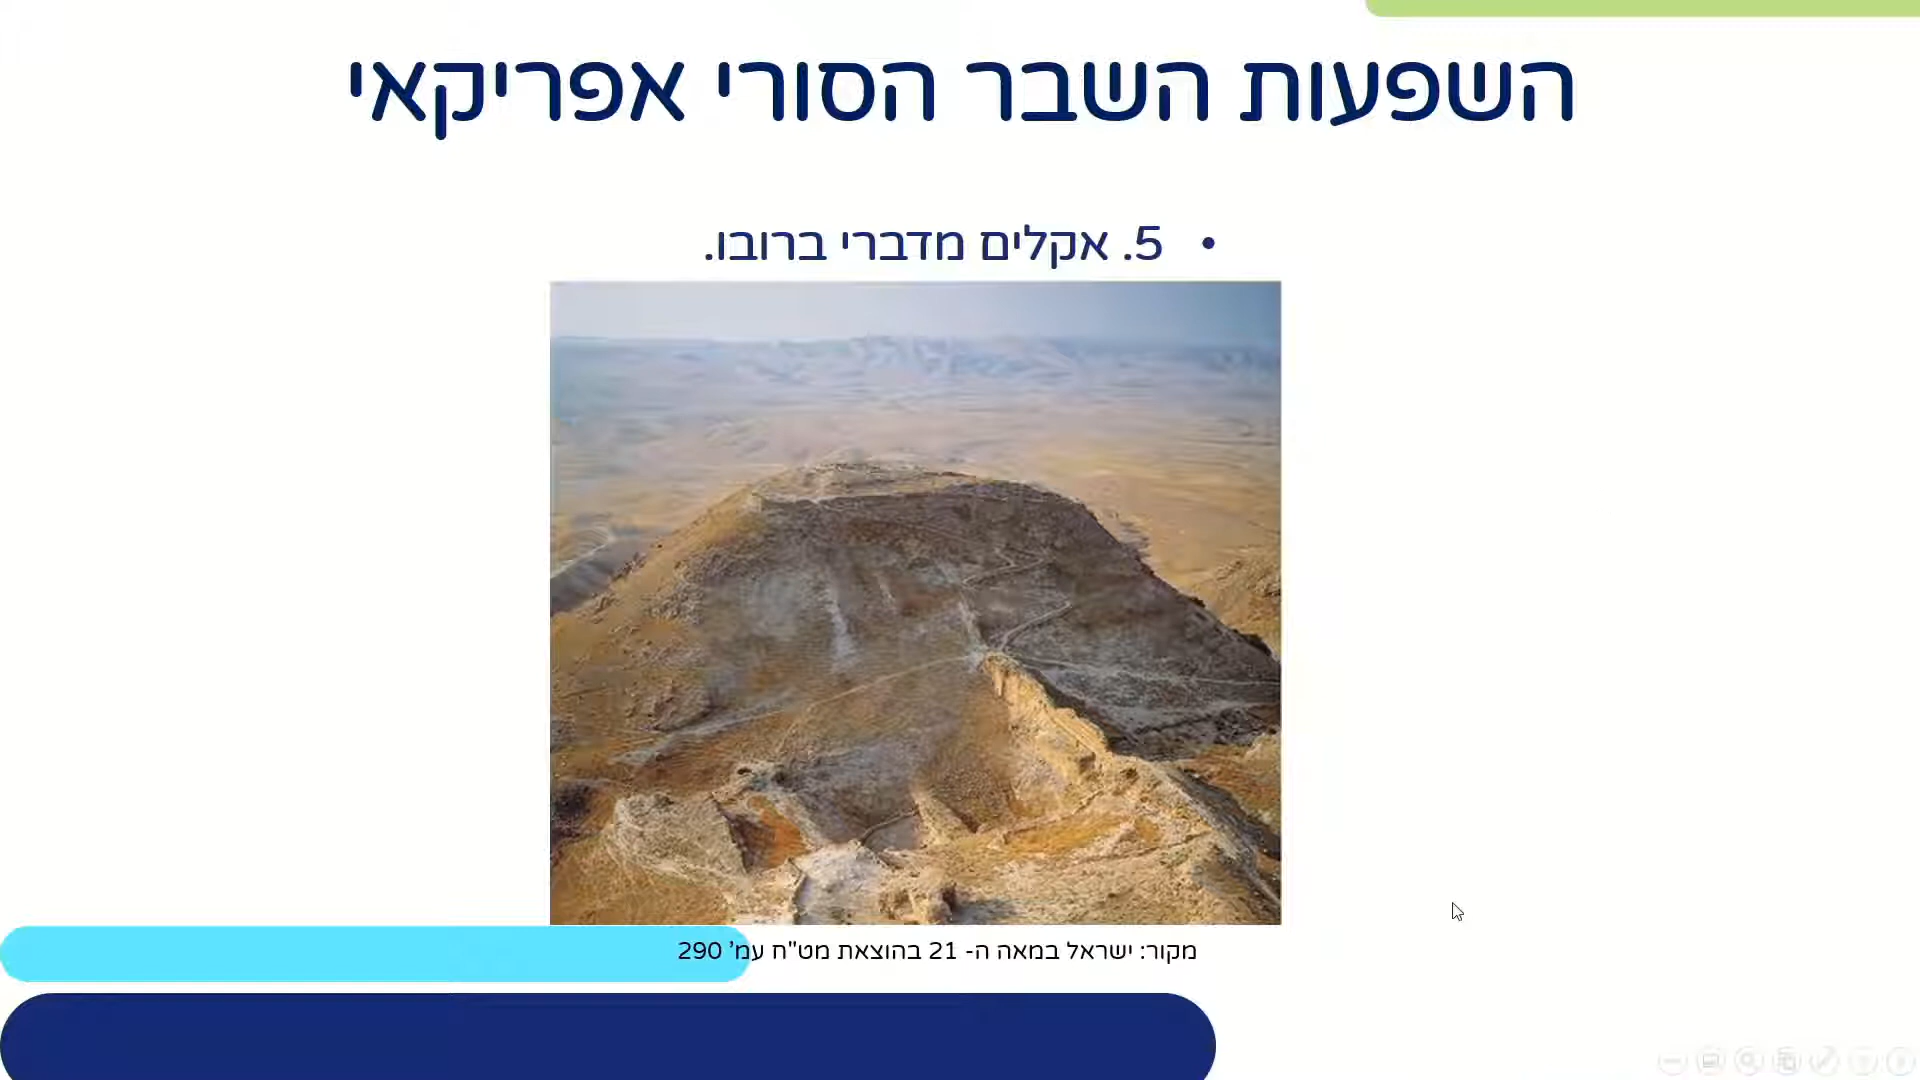 השפעות השבר הסורי אפריקאי
• 5. אקלים מדברי ברובו.
מקור: ישראל במאה ה- 21 בהוצאת מט"ח עמ' 290